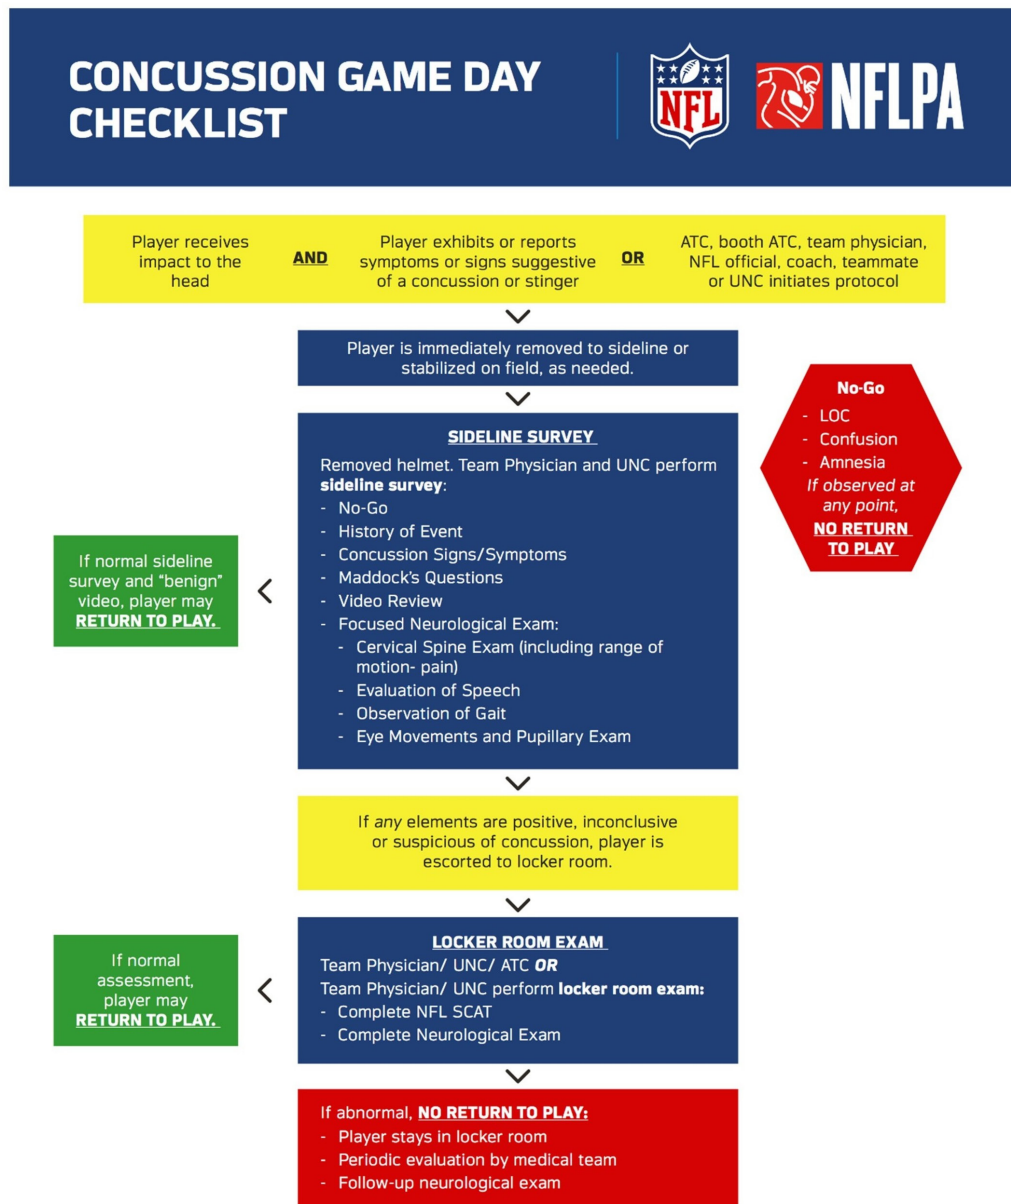 CONCUSSION GAME DAY
CHECKLIST
NFL
NFLPA
Player receives
impact to the
head
AND
Player exhibits or reports
symptoms or signs suggestive
of a concussion or stinger
OR
ATC, booth ATC, team physician,
NFL official, coach, teammate
or UNC initiates protocol
Player is immediately removed to sideline or
stabilized on field, as needed.
No-Go
- LOC
- Confusion
- Amnesia
If observed at
any point,
NO RETURN
TO PLAY
SIDELINE SURVEY
Removed helmet. Team Physician and UNC perform
sideline survey:
- No-Go
- History of Event
- Concussion Signs/Symptoms
- Maddock's Questions
- Video Review
- Focused Neurological Exam:
- Cervical Spine Exam (including range of
motion- pain)
- Evaluation of Speech
- Observation of Gait
- Eye Movements and Pupillary Exam
If normal sideline
survey and “benign”
video, player may
RETURN TO PLAY.
If any elements are positive, inconclusive
or suspicious of concussion, player is
escorted to locker room.
LOCKER ROOM EXAM
Team Physician/ UNC/ ATC OR
Team Physician/ UNC perform locker room exam:
- Complete NFL SCAT
- Complete Neurological Exam
If normal
assessment,
player may
RETURN TO PLAY.
If abnormal, NO RETURN TO PLAY:
- Player stays in locker room
- Periodic evaluation by medical team
- Follow-up neurological exam